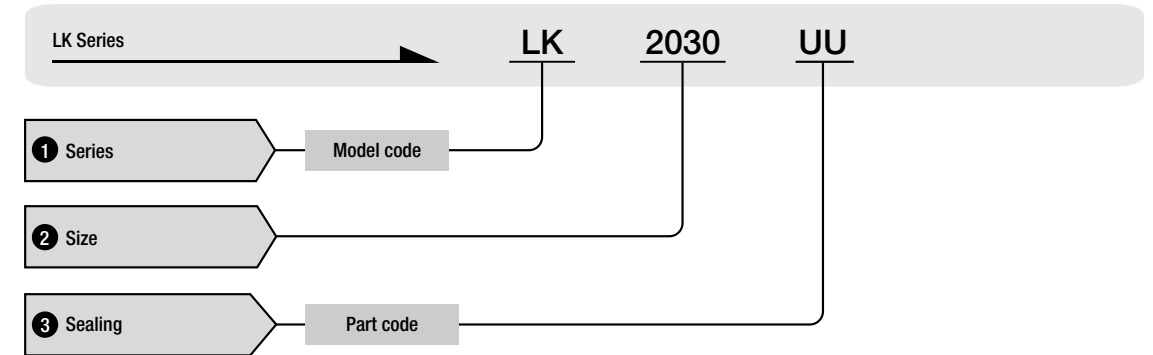 LK Series LK 2030 UU
1 Series Model code
2 Size
3 Sealing Part code